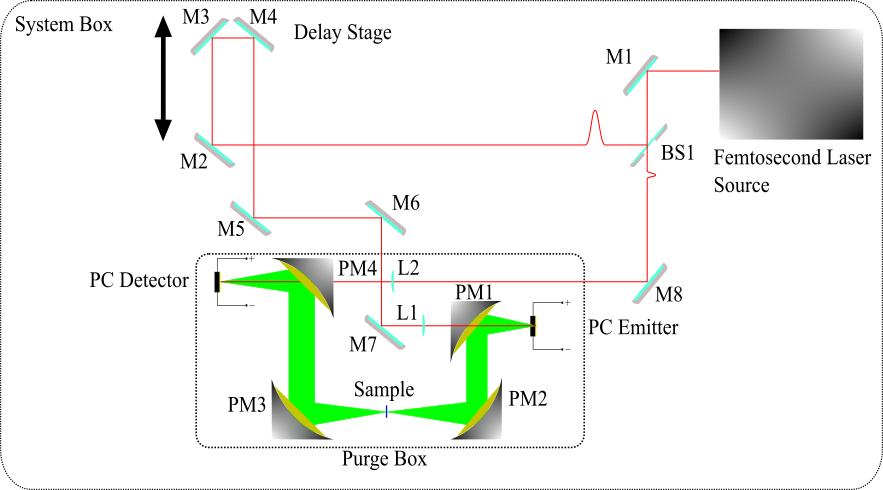 System Box
M3
M4
Delay Stage
M1
M2
BS1
Femtosecond Laser
Source
M5
M6
PC Detector
+
−
PM4
L2
M8
PM1
+
−
L1
M7
PC Emitter
Sample
PM3
PM2
Purge Box